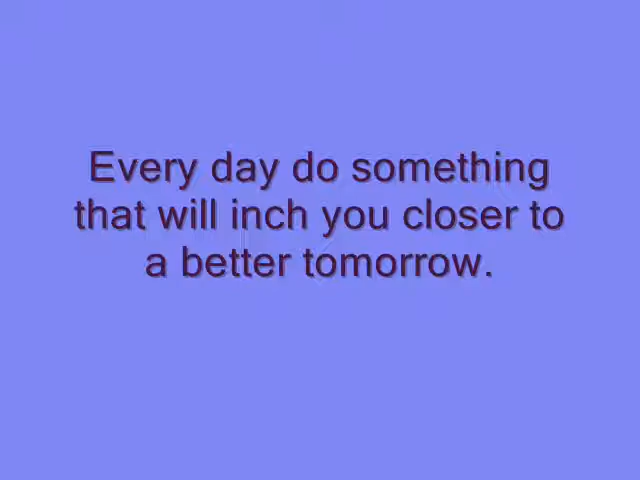 Every day do something
that will inch you closer to
a better tomorrow.